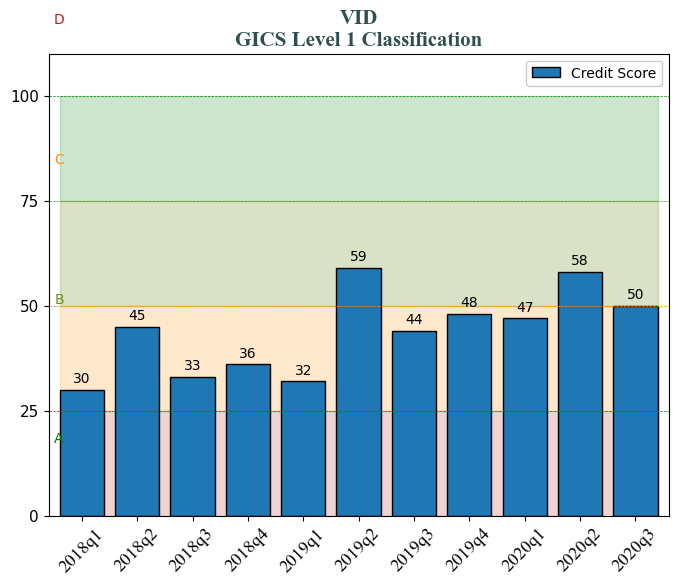 D
VID
GICS Level 1 Classification
Credit Score
100
C
75
59
58
B
50
50
48
47
45
44
36
33
32
30
25
A
0
2018q1
2018q2
2018q3
2018q4
2019q1
2019q2
2019q3
2019q4
2020q1
2020q2
2020q3